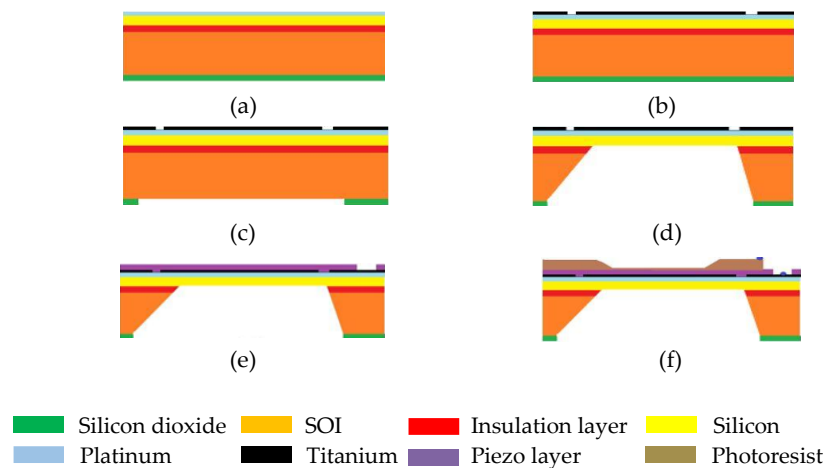 (a) (b)
(c) (d)
(e) (f)
Silicon dioxide SOI Insulation layer Silicon
Platinum Titanium Piezo layer Photoresist